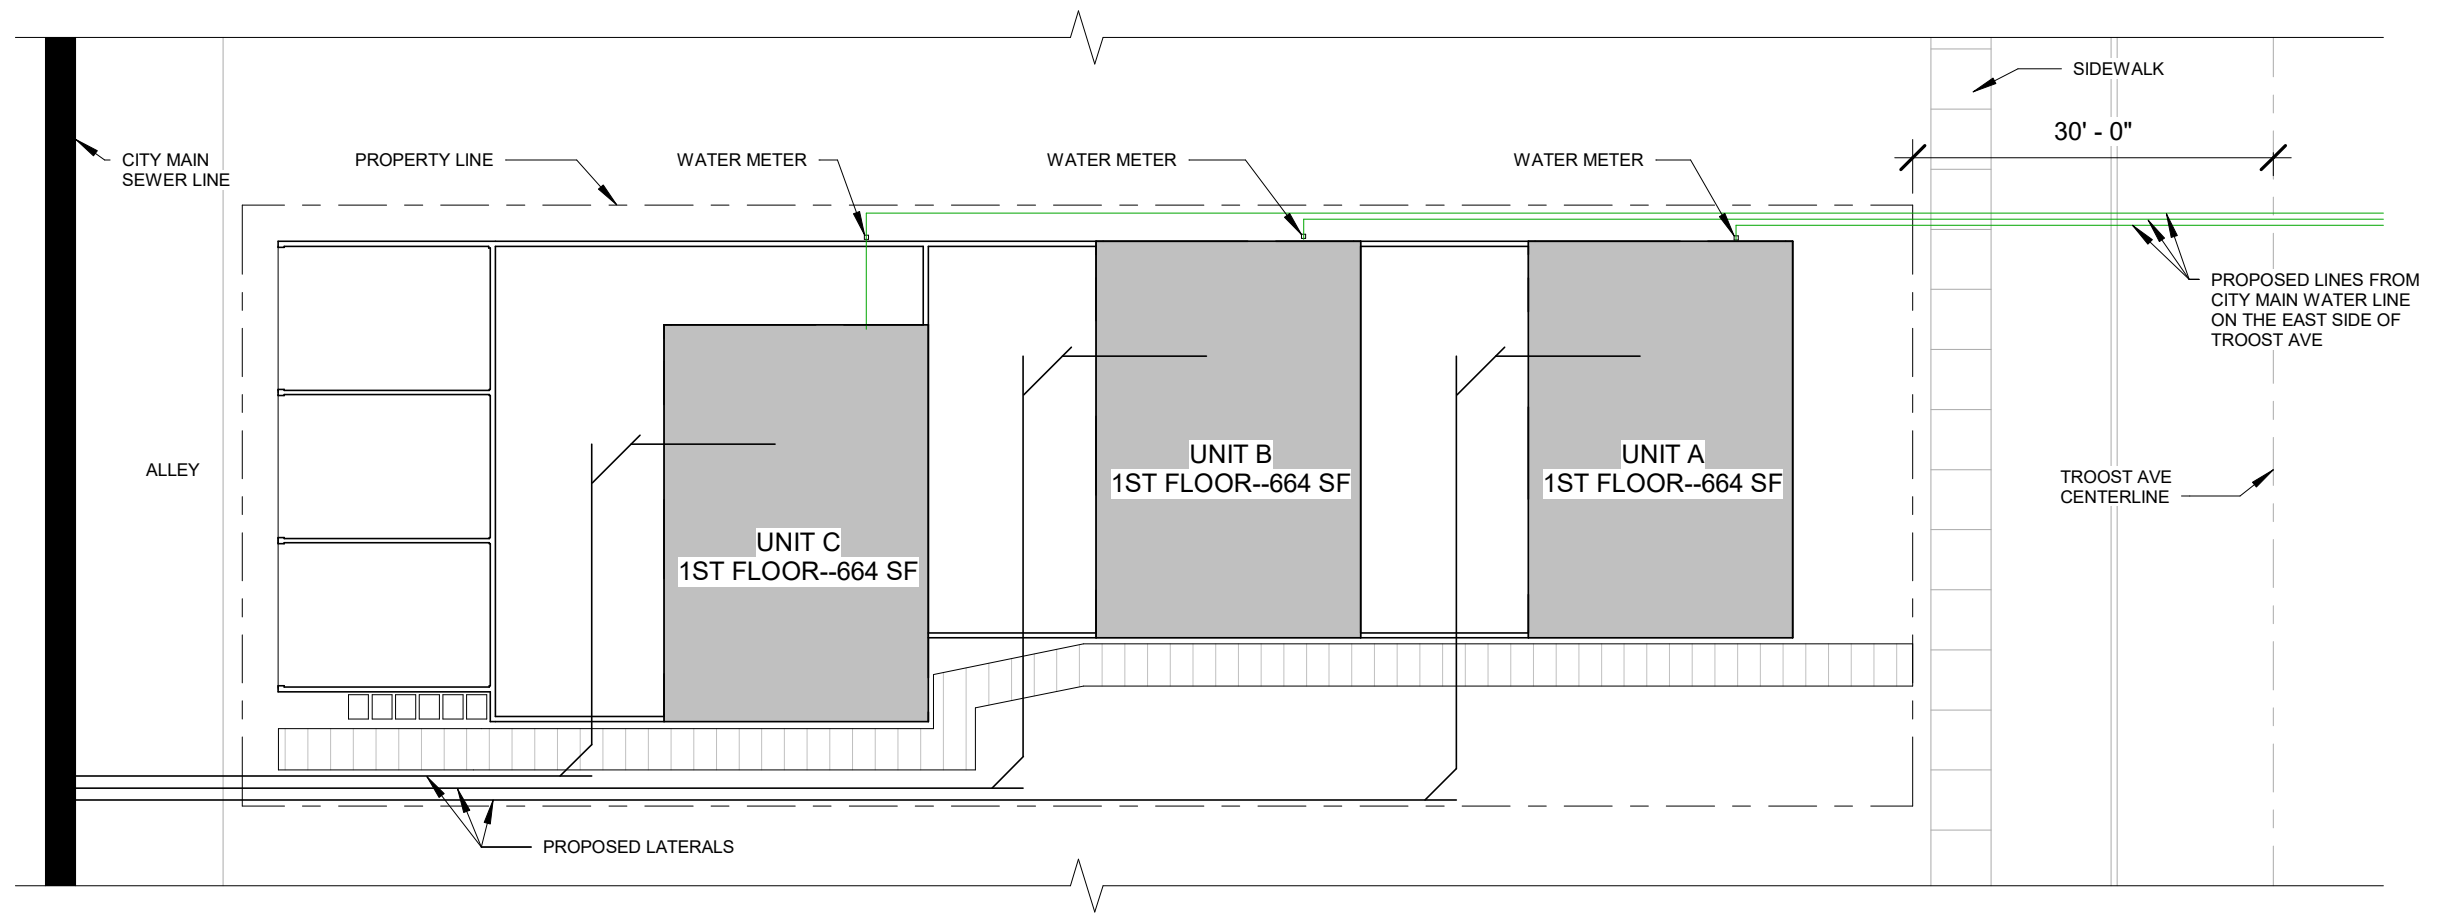 SIDEWALK
30' - 0"
CITY MAIN
SEWER LINE
PROPERTY LINE
WATER METER
WATER METER
WATER METER
PROPOSED LINES FROM
CITY MAIN WATER LINE
ON THE EAST SIDE OF
TROOST AVE
ALLEY
UNIT C
1ST FLOOR--664 SF
UNIT B
1ST FLOOR--664 SF
UNIT A
1ST FLOOR--664 SF
TROOST AVE
CENTERLINE
PROPOSED LATERALS